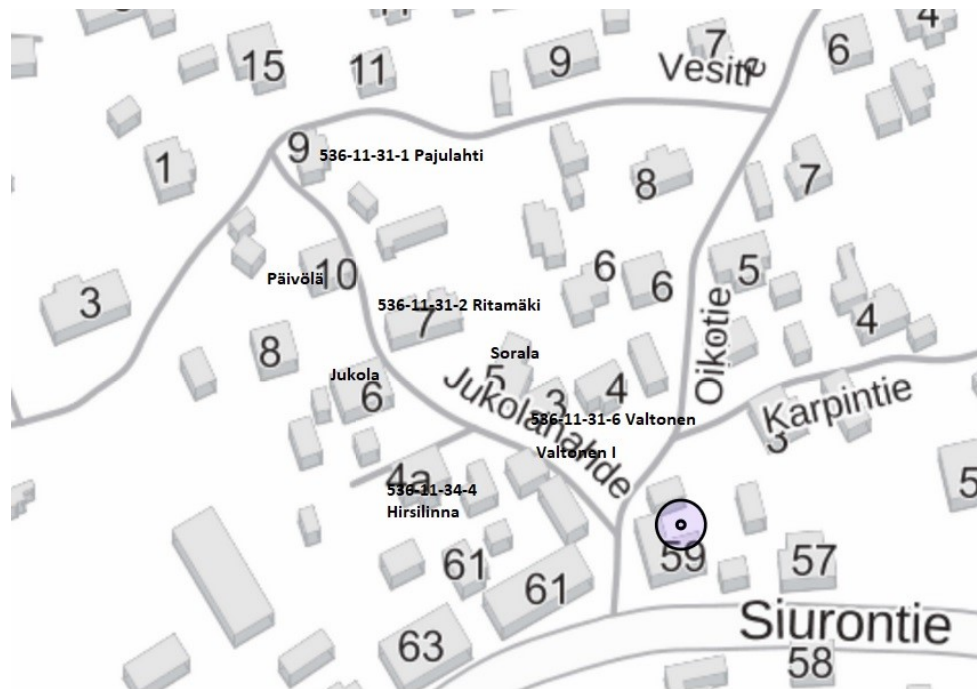 4
15
11
9
7
6
Vesitie
9
536-11-31-1 Pajulahti
1
8
7
Päivölä
10
6
6
5
3
536-11-31-2 Ritamäki
7
4
8
Sorala
5
Jukola
6
3
4
Oikotie
Jukolanahde
536-11-31-6 Valtonen
Valtonen I
Karpintie
3
4a
536-11-34-4
Hirsilinna
5
61
61
59
57
63
Siurontie
58